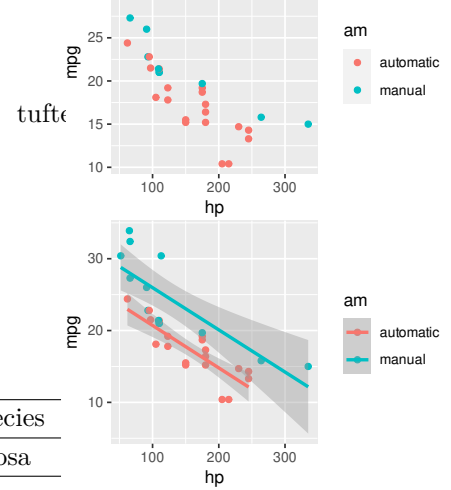 25
20
15
10
mpg
100 200 300
hp
am
automatic
manual
tufte
30
20
10
mpg
100 200 300
hp
am
automatic
manual
ecies
osa